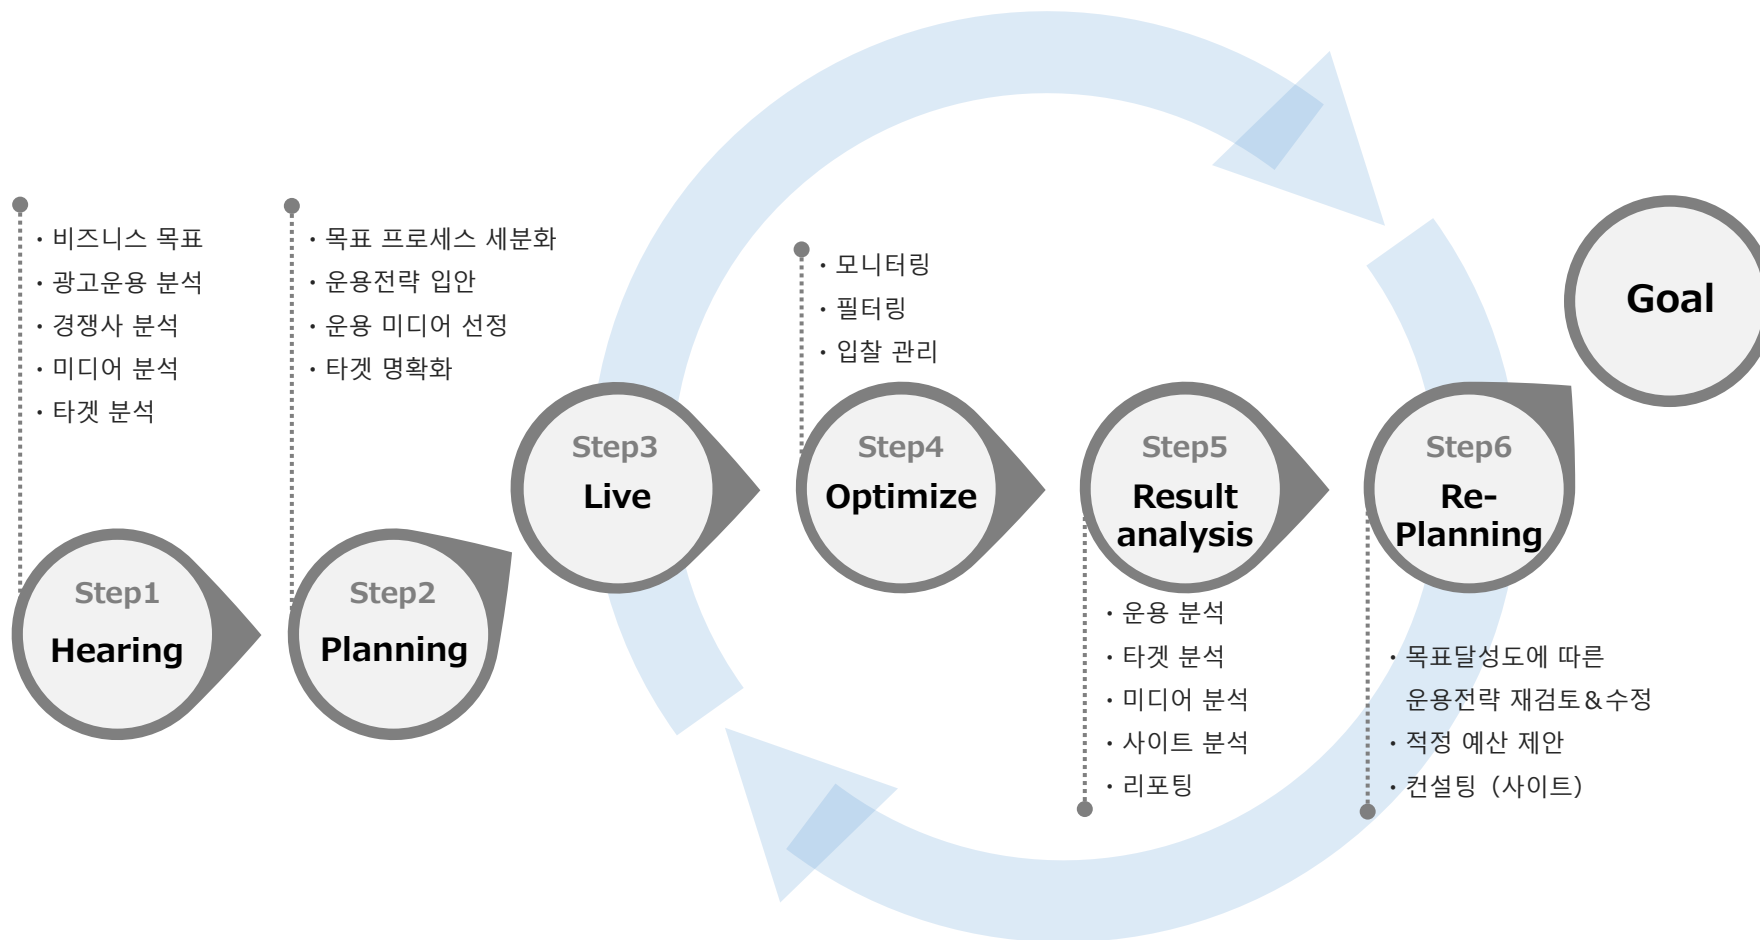 ・비즈니스 목표
・광고운용 분석
・경쟁사 분석
・미디어 분석
・타겟 분석
Step1
Hearing
・목표 프로세스 세분화
・운용전략 입안
・운용 미디어 선정
・타겟 명확화
Step2
Planning
Step3
Live
・모니터링
・필터링
・입찰 관리
Step4
Optimize
Step5
Result
analysis
・운용 분석
・타겟 분석
・미디어 분석
・사이트 분석
・리포팅
Step6
Re-
Planning
・목표달성도에 따른
운용전략 재검토＆수정
・적정 예산 제안
・컨설팅（사이트）
Goal